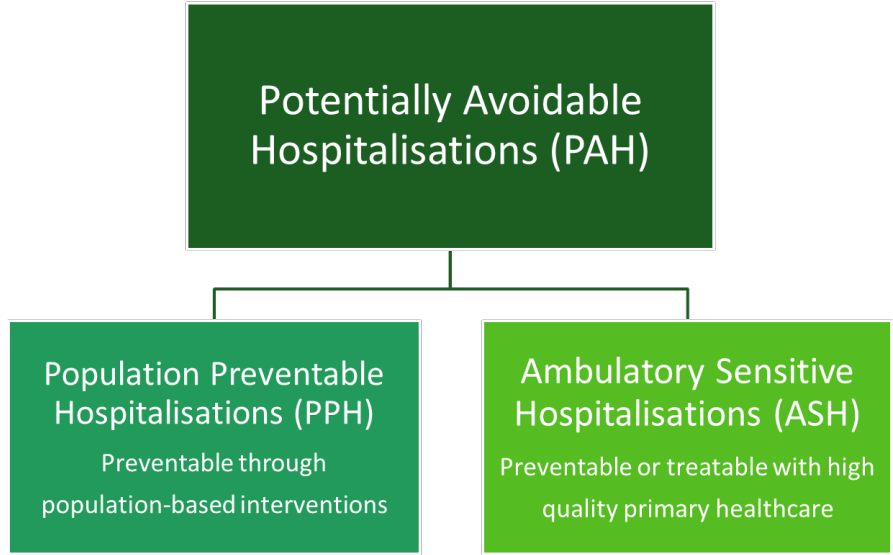 Potentially Avoidable
Hospitalisations (PAH)
Population Preventable
Hospitalisations (PPH)
Preventable through
population-based interventions
Ambulatory Sensitive
Hospitalisations (ASH)
Preventable or treatable with high
quality primary healthcare